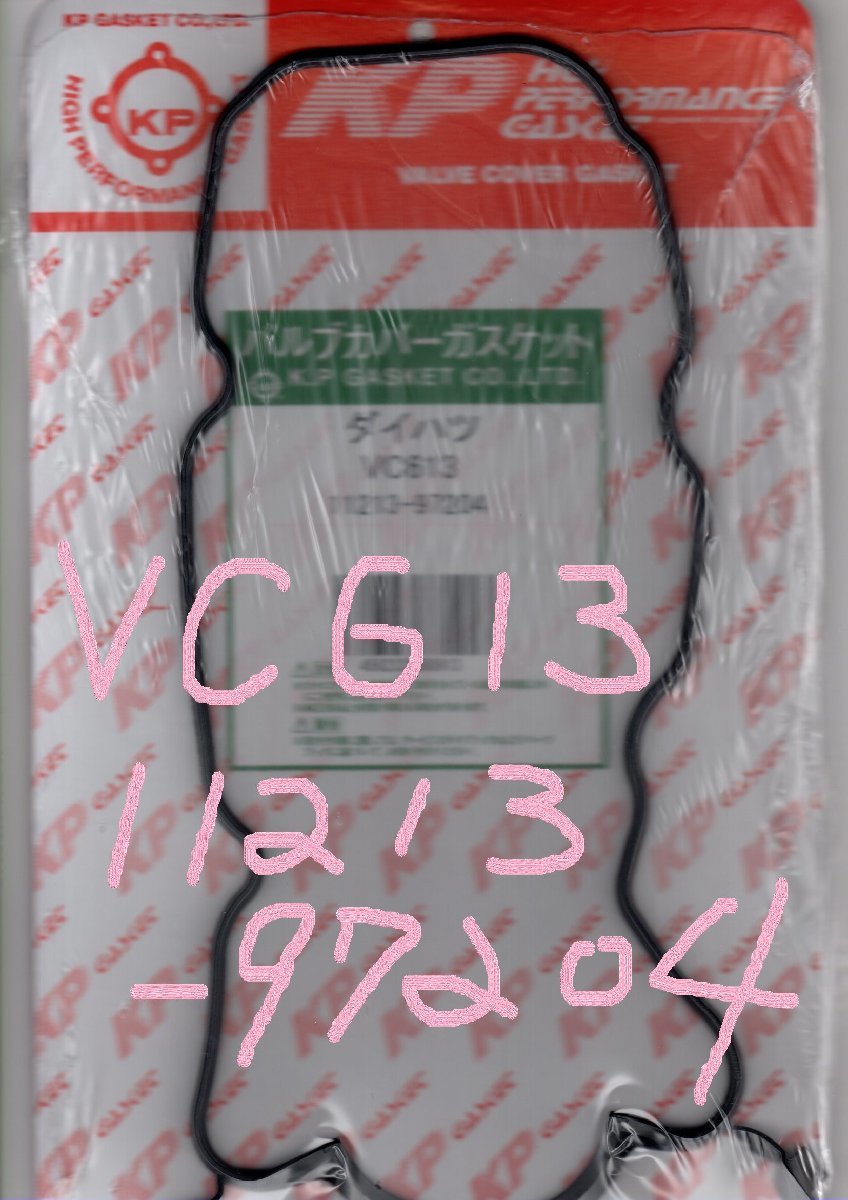 KP GASKET CO.,LTD.
KP
HIGH PERFORMANCE GASKET
KP HIGH
PERFORMANCE
GASKET
VALVE COVER GASKET
バルブカバーガスケット
K.P GASKET CO.,LTD.
ダイハツ
VC613
11213-97204
VC613
11213
-97204